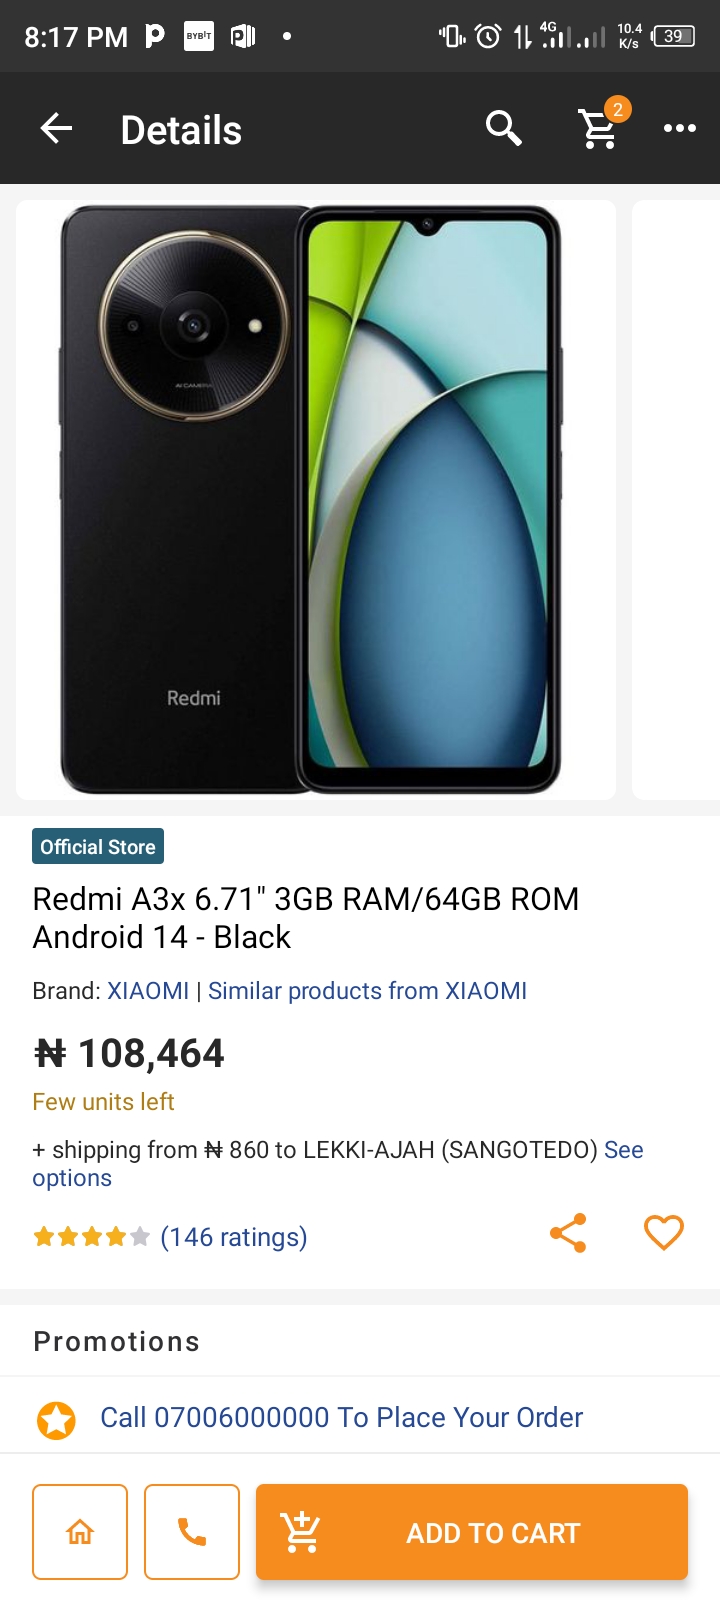 8:17 PM
BYBIT
4G
10.4
K/s
39
Details
2
AI CAMERA
Redmi
Official Store
Redmi A3x 6.71" 3GB RAM/64GB ROM
Android 14 - Black
Brand: XIAOMI | Similar products from XIAOMI
₦ 108,464
Few units left
+ shipping from ₦ 860 to LEKKI-AJAH (SANGOTEDO) See
options
(146 ratings)
Promotions
Call 07006000000 To Place Your Order
ADD TO CART